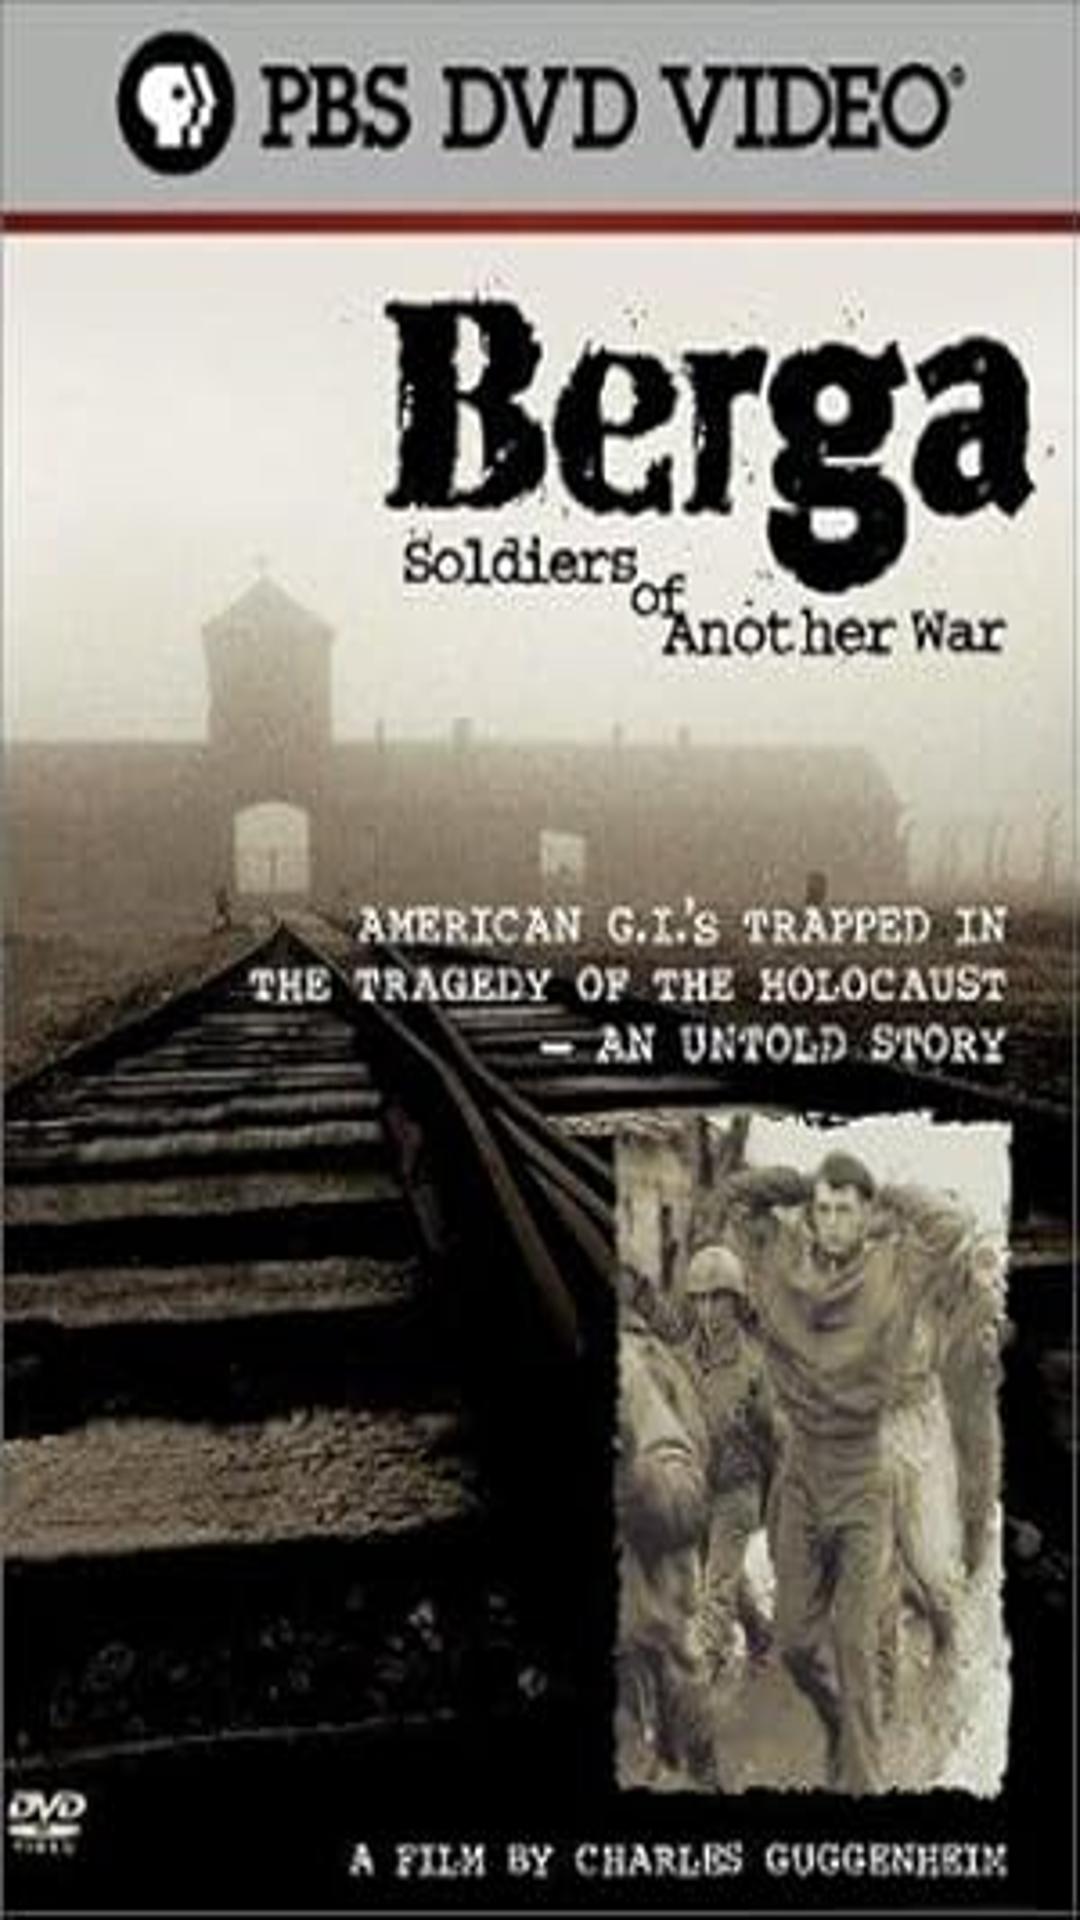 PBS DVD VIDEO®
Berga
Soldiers
of
Another War
AMERICAN G.I.'s TRAPPED IN
THE TRAGEDY OF THE HOLOCAUST
— AN UNTOLD STORY
DVD
VIDEO
A FILM BY CHARLES GUGGENHEIM